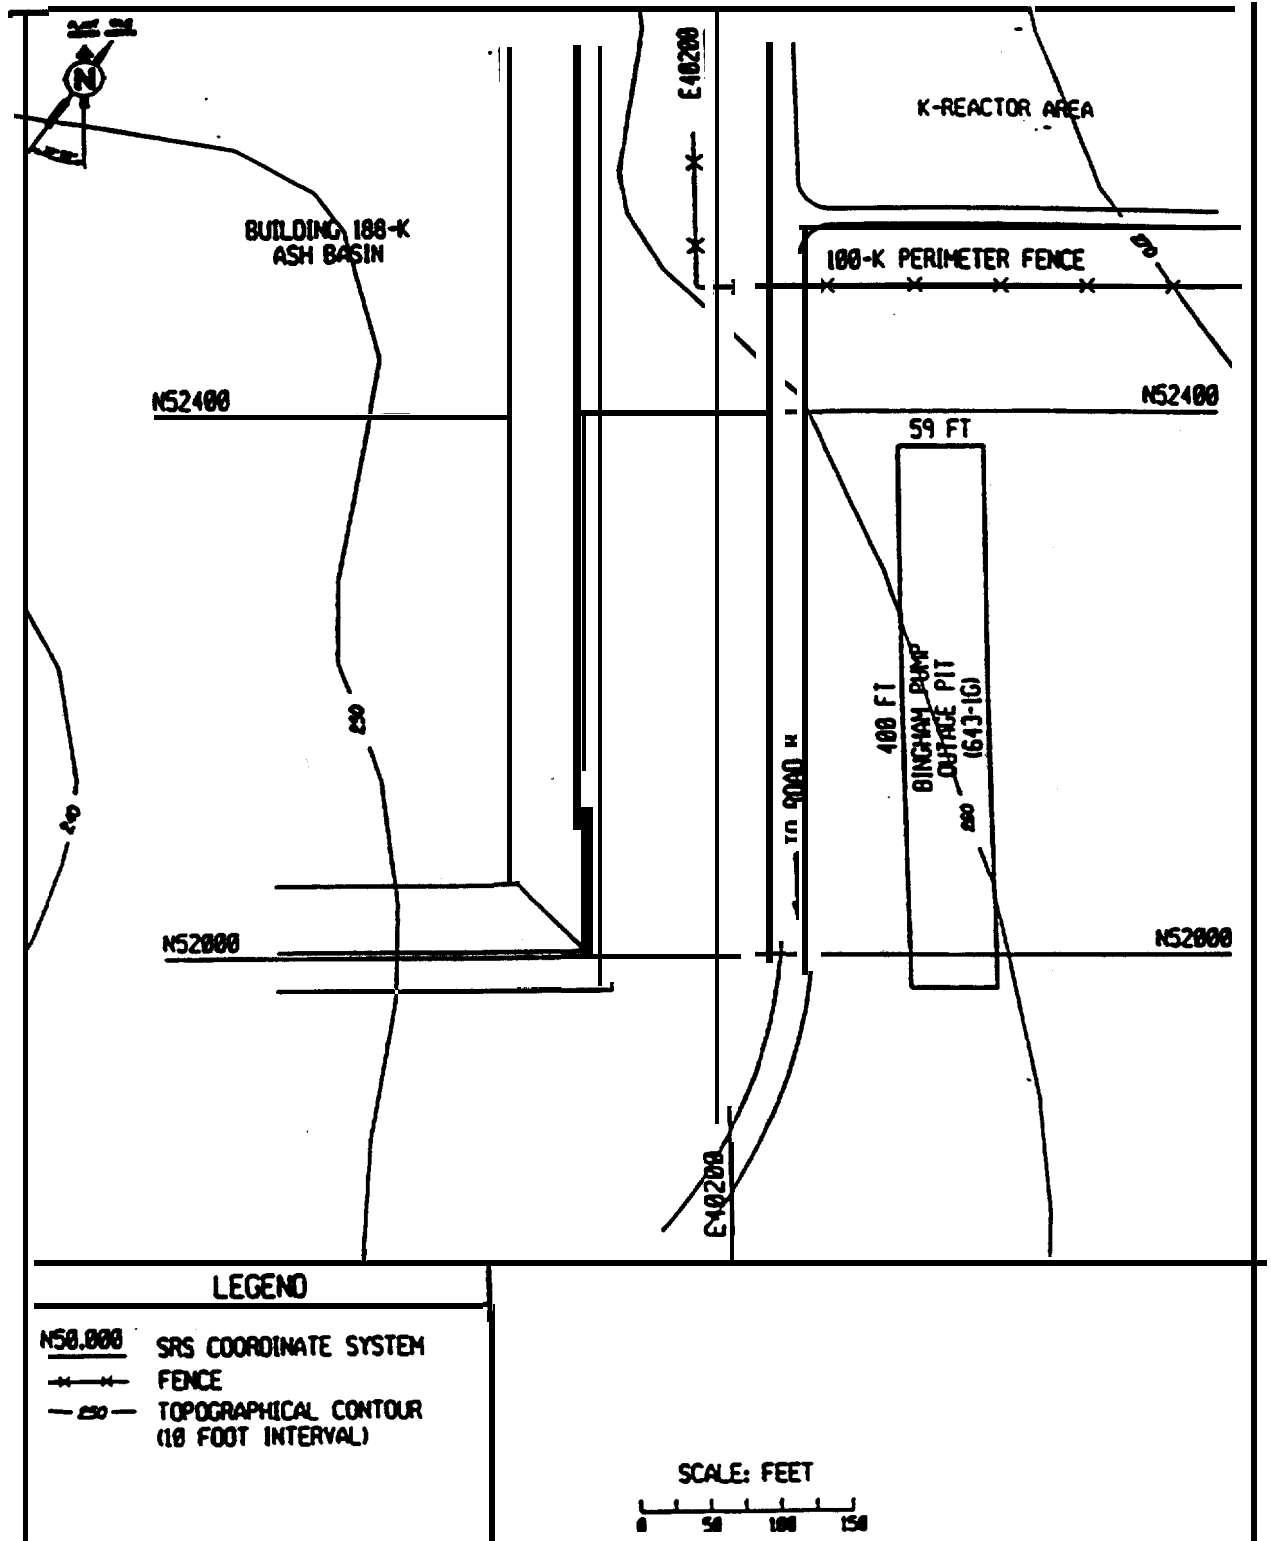 N
E40200
K-REACTOR AREA
BUILDING 188-K
ASH BASIN
100-K PERIMETER FENCE
N52400
N52400
59 FT
400 FT
BINGHAM PUMP
OUTAGE PIT
(643-1G)
250
240
TO ROAD
N52000
N52000
E40200
LEGEND
N50,000 SRS COORDINATE SYSTEM
FENCE
250 TOPOGRAPHICAL CONTOUR
(10 FOOT INTERVAL)
SCALE: FEET
0 50 100 150